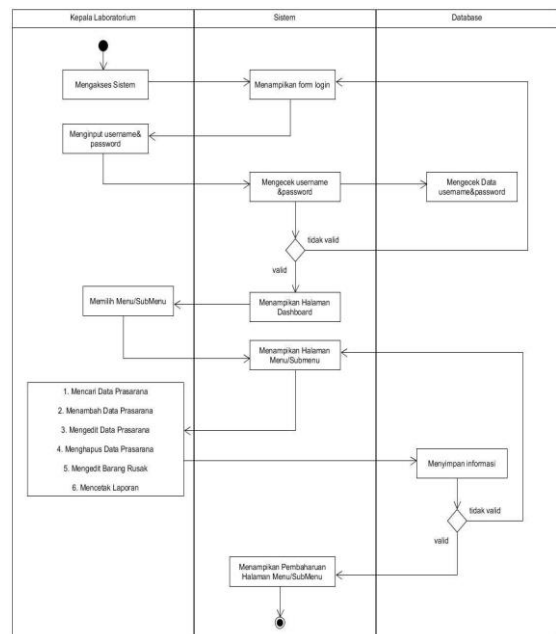 Kepala Laboratorium
Sistem
Database
Mengakses Sistem
Menampilkan form login
Menginput username&
password
Mengecek username
&password
Mengecek Data
username&password
tidak valid
valid
Memilih Menu/SubMenu
Menampikan Halaman
Dashboard
Menampikan Halaman
Menu/Submenu
1. Mencari Data Prasarana
2. Menambah Data Prasarana
3. Mengedit Data Prasarana
4. Menghapus Data Prasarana
5. Mengedit Barang Rusak
6. Mencetak Laporan
Menyimpan informasi
tidak valid
valid
Menampikan Pembaharuan
Halaman Menu/SubMenu